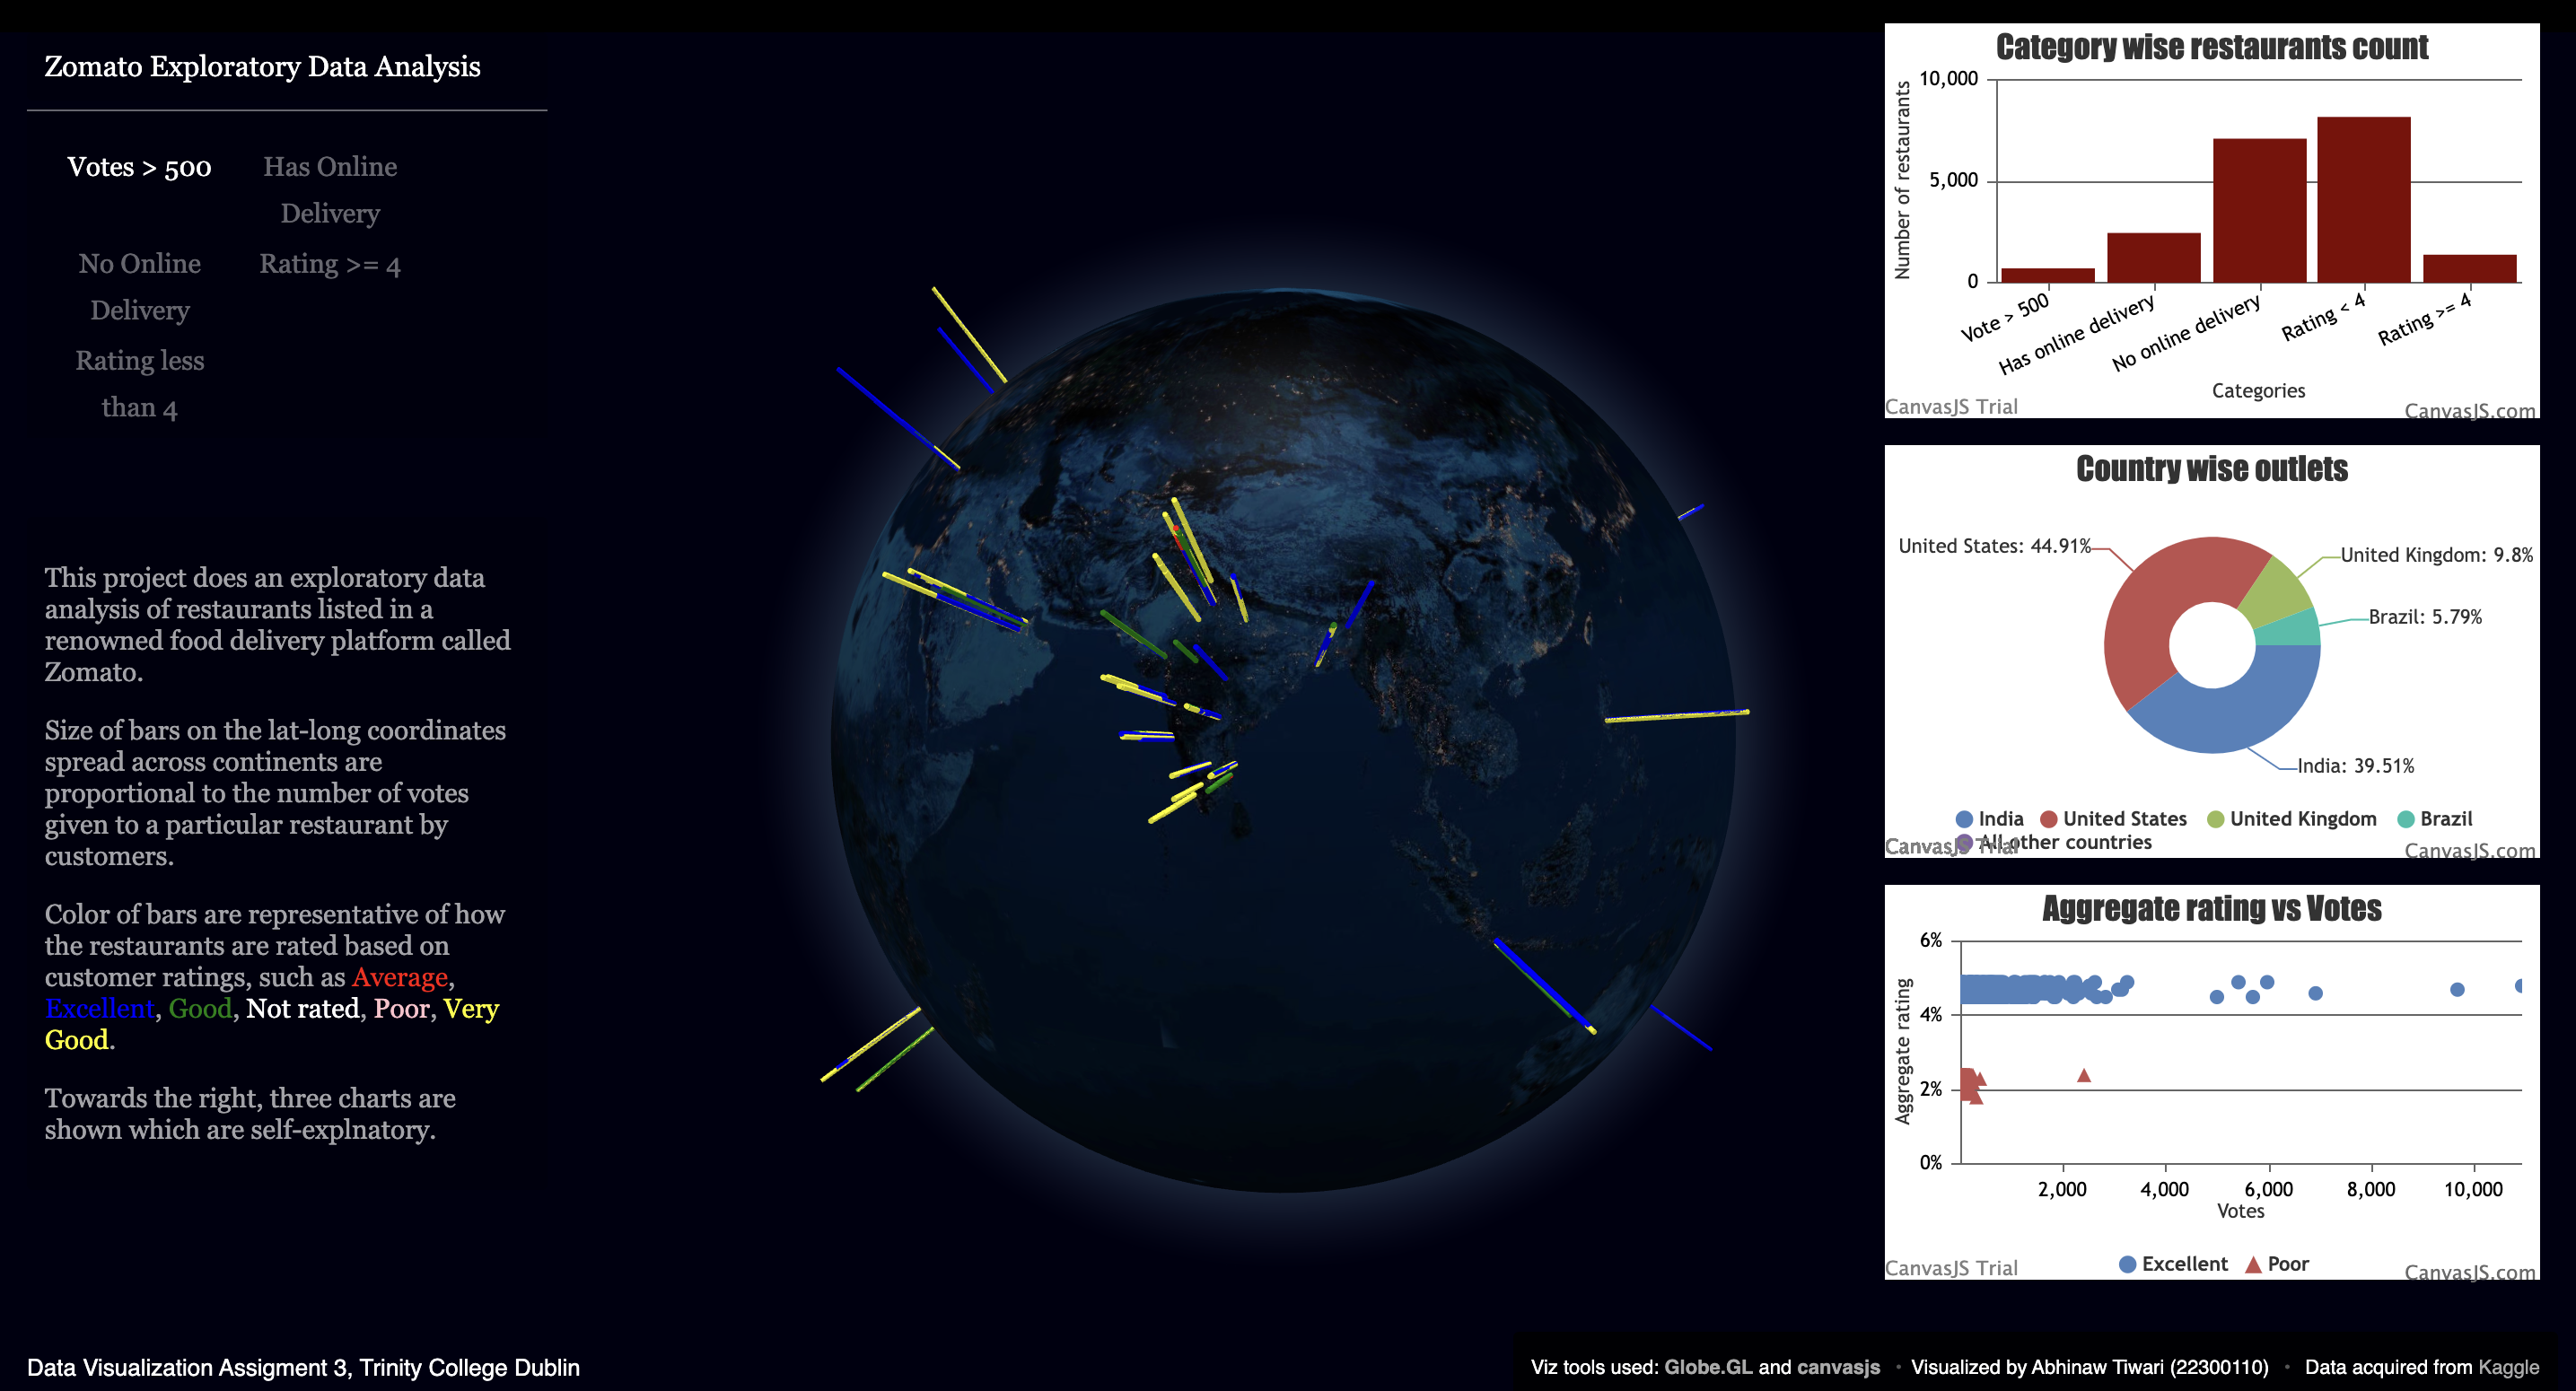 Zomato Exploratory Data Analysis
Votes > 500
Has Online
Delivery
No Online
Delivery
Rating >= 4
Rating less
than 4
This project does an exploratory data
analysis of restaurants listed in a
renowned food delivery platform called
Zomato.
Size of bars on the lat-long coordinates
spread across continents are
proportional to the number of votes
given to a particular restaurant by
customers.
Color of bars are representative of how
the restaurants are rated based on
customer ratings, such as Average,
Excellent, Good, Not rated, Poor, Very
Good.
Towards the right, three charts are
shown which are self-explnatory.
Category wise restaurants count
Number of restaurants
10,000
5,000
0
Vote > 500
Has online delivery
No online delivery
Rating < 4
Rating >= 4
Categories
CanvasJS Trial
CanvasJS.com
Country wise outlets
United States: 44.91%
United Kingdom: 9.8%
Brazil: 5.79%
India: 39.51%
India
United States
United Kingdom
Brazil
All other countries
CanvasJS Trial
CanvasJS.com
Aggregate rating vs Votes
Aggregate rating
6%
4%
2%
0%
2,000
4,000
6,000
8,000
10,000
Votes
Excellent
Poor
CanvasJS Trial
CanvasJS.com
Data Visualization Assigment 3, Trinity College Dublin
Viz tools used: Globe.GL and canvasjs • Visualized by Abhinaw Tiwari (22300110) • Data acquired from Kaggle